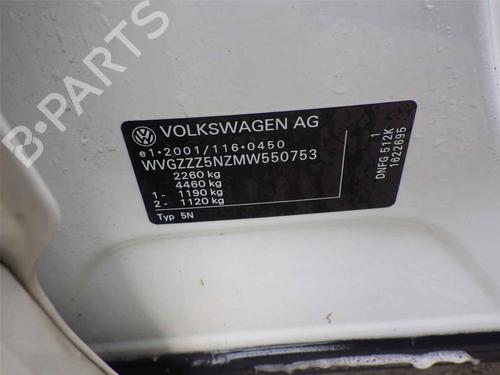 VOLKSWAGEN AG
e1*2001/116*0450
WVGZZZ5NZMW550753
2260 kg
4460 kg
1- 1190 kg
2- 1120 kg
Typ 5N
1
DNFG 512K
1622695
B-PARTS